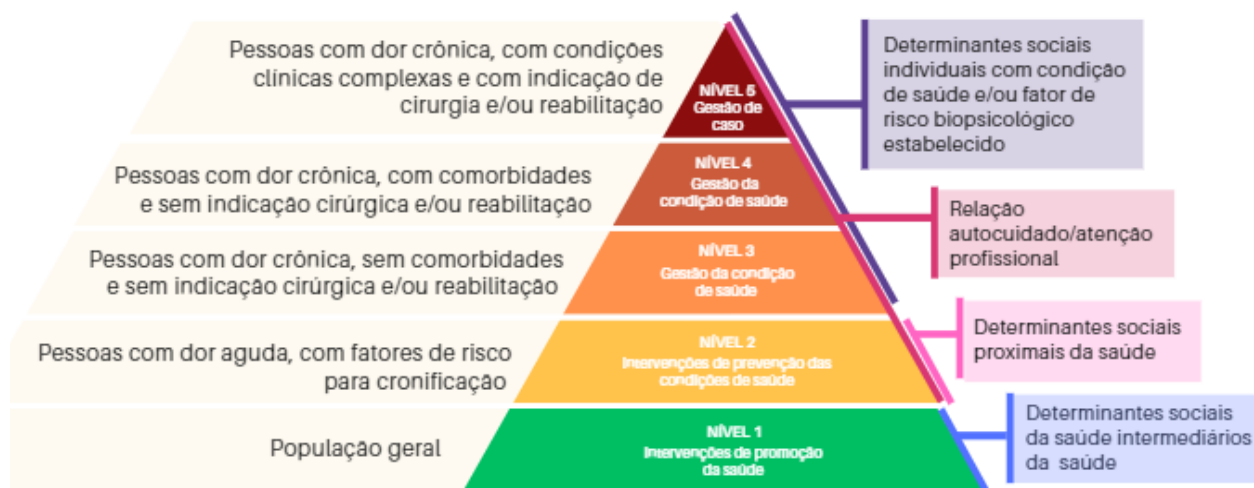 Pessoas com dor crônica, com condições
clínicas complexas e com indicação de
cirurgia e/ou reabilitação
NÍVEL 5
Gestão de
caso
Determinantes sociais
individuais com condição
de saúde e/ou fator de
risco biopsicológico
estabelecido
Pessoas com dor crônica, com comorbidades
e sem indicação cirúrgica e/ou reabilitação
NÍVEL 4
Gestão da
condição de saúde
Relação
autocuidado/atenção
profissional
Pessoas com dor crônica, sem comorbidades
e sem indicação cirúrgica e/ou reabilitação
NÍVEL 3
Gestão da condição
de saúde
Determinantes sociais
proximais da saúde
Pessoas com dor aguda, com fatores de risco
para cronificação
NÍVEL 2
Intervenções de prevenção das
condições de saúde
População geral
NÍVEL 1
Intervenções de promoção
da saúde
Determinantes sociais
da saúde intermediários
da saúde